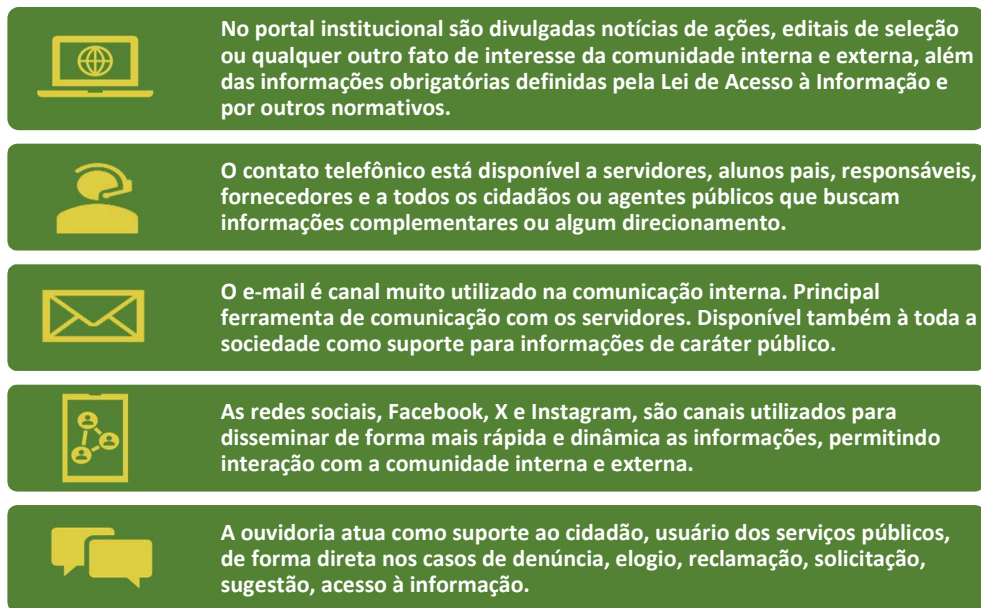 No portal institucional são divulgadas notícias de ações, editais de seleção
ou qualquer outro fato de interesse da comunidade interna e externa, além
das informações obrigatórias definidas pela Lei de Acesso à Informação e
por outros normativos.
O contato telefônico está disponível a servidores, alunos pais, responsáveis,
fornecedores e a todos os cidadãos ou agentes públicos que buscam
informações complementares ou algum direcionamento.
O e-mail é canal muito utilizado na comunicação interna. Principal
ferramenta de comunicação com os servidores. Disponível também à toda a
sociedade como suporte para informações de caráter público.
As redes sociais, Facebook, X e Instagram, são canais utilizados para
disseminar de forma mais rápida e dinâmica as informações, permitindo
interação com a comunidade interna e externa.
A ouvidoria atua como suporte ao cidadão, usuário dos serviços públicos,
de forma direta nos casos de denúncia, elogio, reclamação, solicitação,
sugestão, acesso à informação.